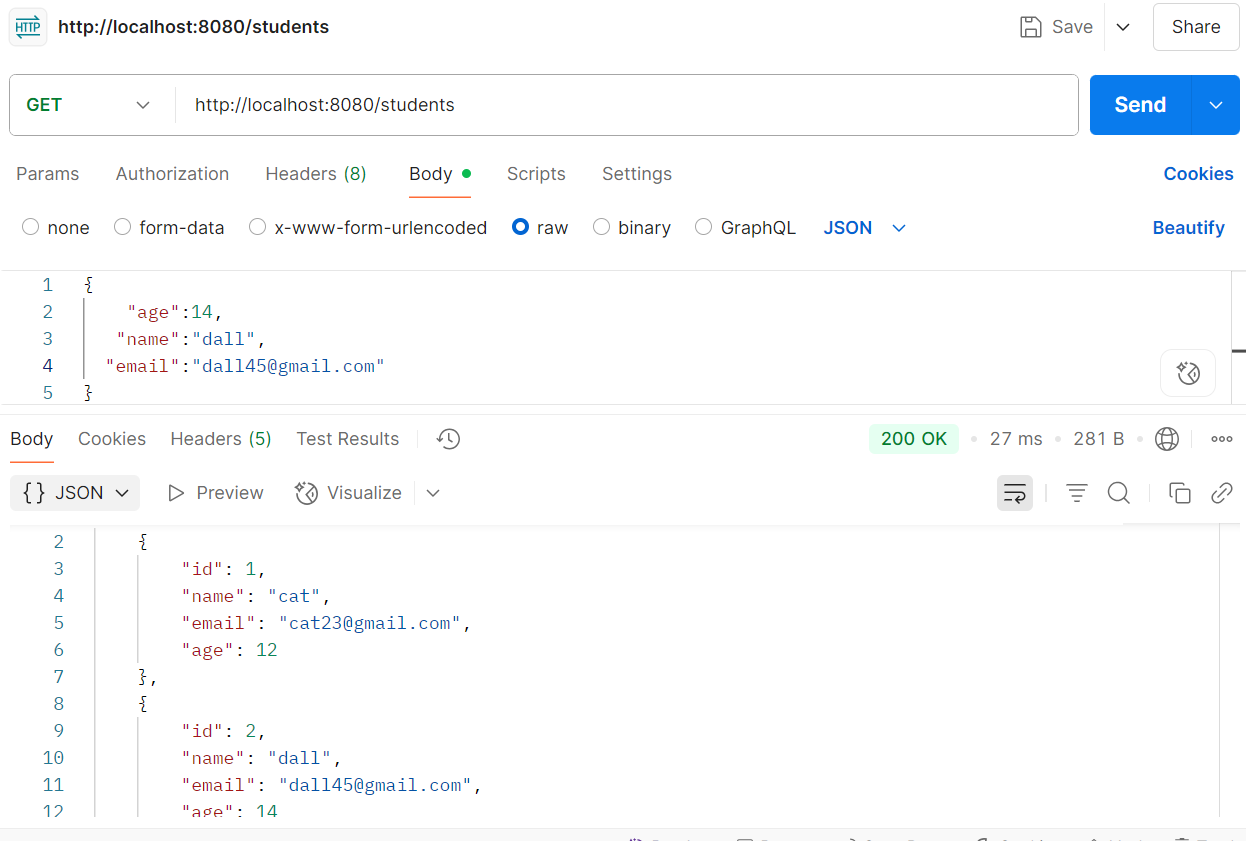 HTTP http://localhost:8080/students Save Share
GET http://localhost:8080/students Send
Params Authorization Headers (8) Body Scripts Settings Cookies
none form-data x-www-form-urlencoded raw binary GraphQL JSON Beautify
1 {
2 "age":14,
3 "name":"dall",
4 "email":"dall45@gmail.com"
5 }
Body Cookies Headers (5) Test Results 200 OK • 27 ms • 281 B •
{} JSON Preview Visualize
2 {
3 "id": 1,
4 "name": "cat",
5 "email": "cat23@gmail.com",
6 "age": 12
7 },
8 {
9 "id": 2,
10 "name": "dall",
11 "email": "dall45@gmail.com",
12 "age": 14